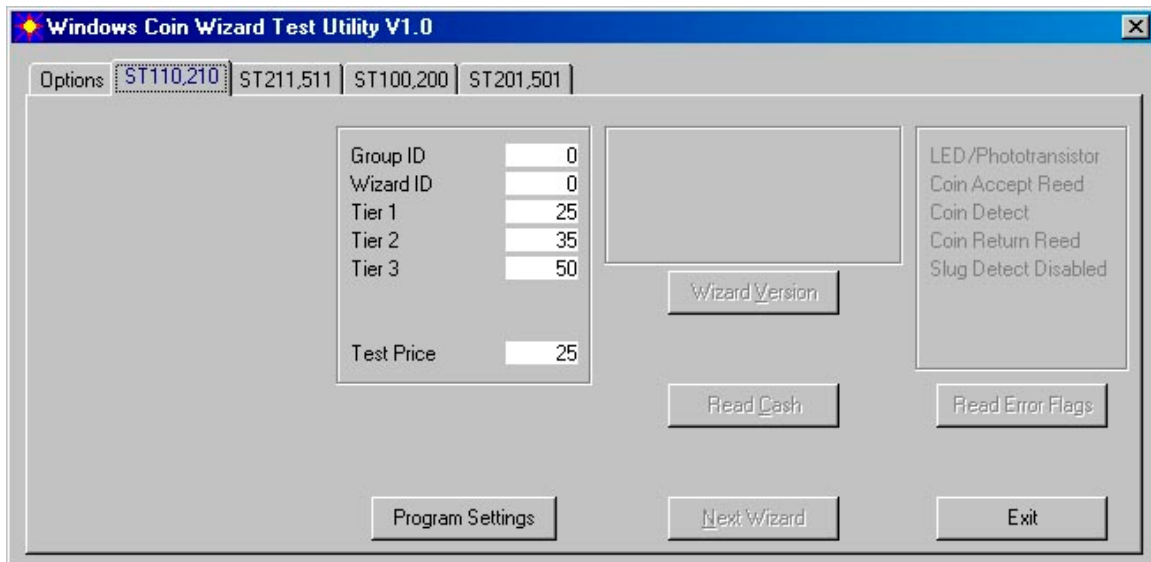 Windows Coin Wizard Test Utility V1.0
Options ST110,210 ST211,511 ST100,200 ST201,501
Group ID 0
Wizard ID 0
Tier 1 25
Tier 2 35
Tier 3 50
Test Price 25
Wizard Version
LED/Phototransistor
Coin Accept Reed
Coin Detect
Coin Return Reed
Slug Detect Disabled
Read Cash
Read Error Flags
Program Settings
Next Wizard
Exit